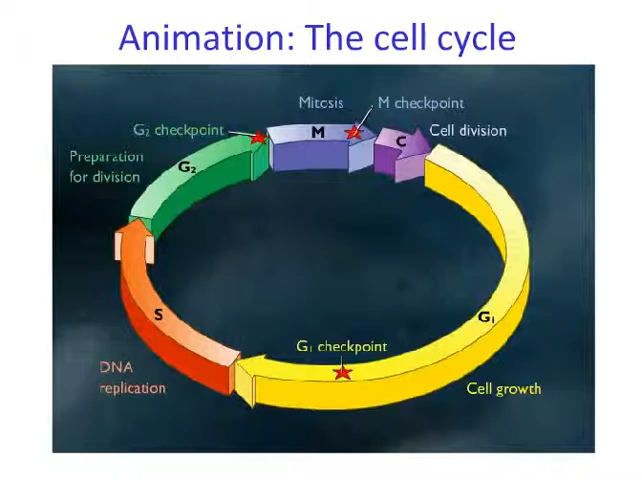 Animation: The cell cycle
Mitosis
M checkpoint
G₂ checkpoint
M
C
Cell division
Preparation
for division
G₂
S
G₁
G₁ checkpoint
DNA
replication
Cell growth